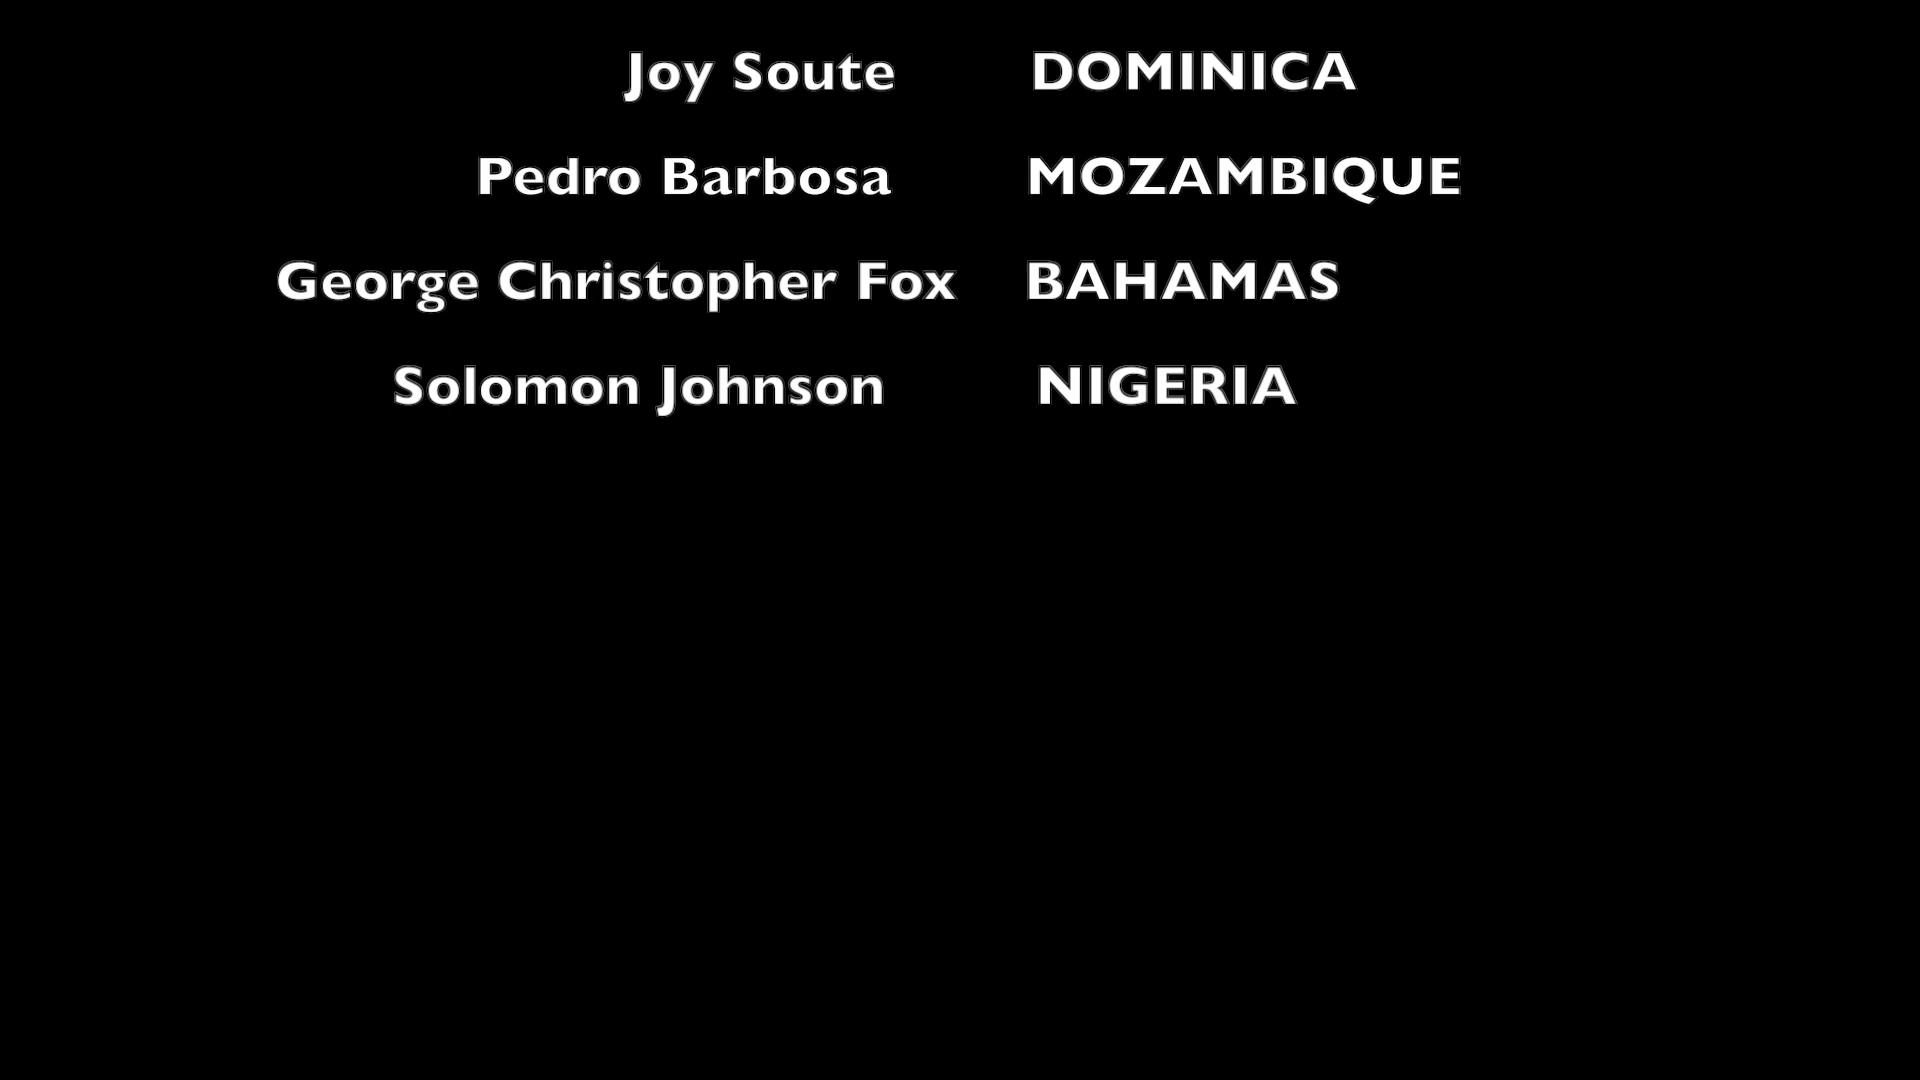 Joy Soute DOMINICA
Pedro Barbosa MOZAMBIQUE
George Christopher Fox BAHAMAS
Solomon Johnson NIGERIA